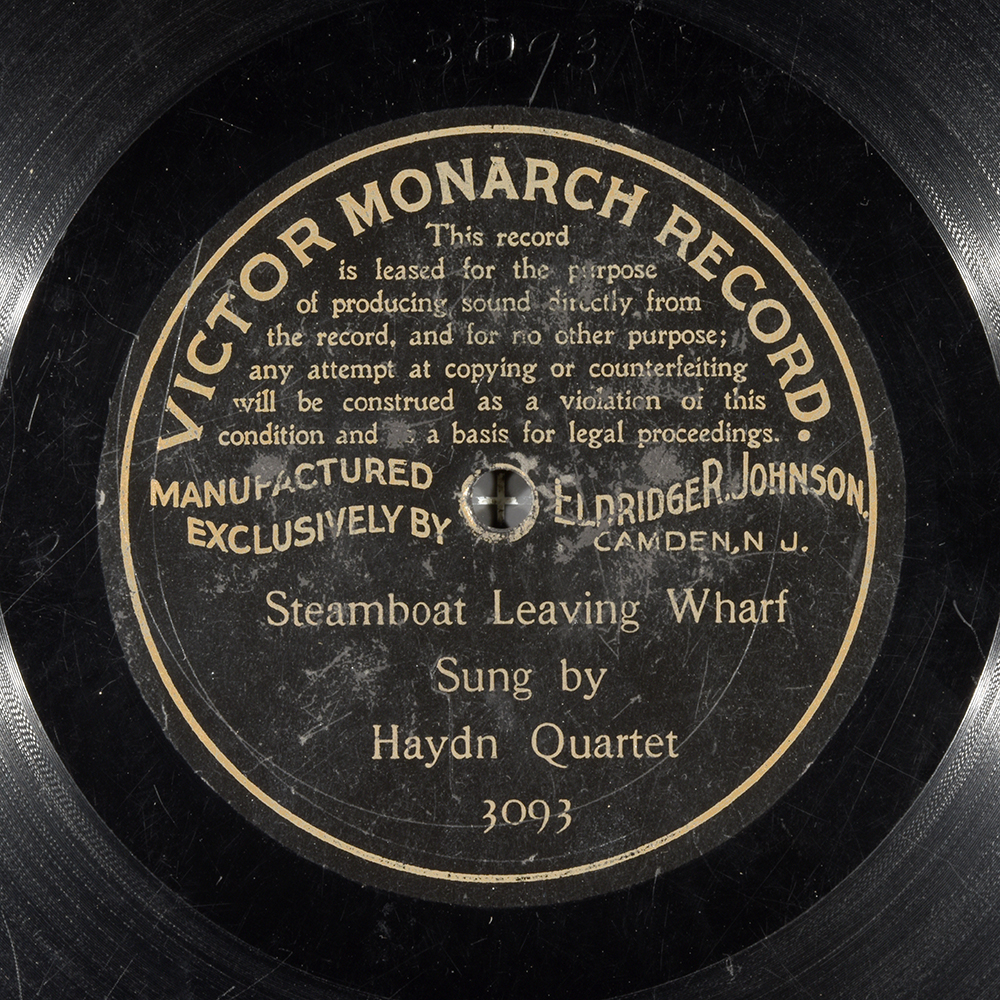 3093
VICTOR MONARCH RECORD.
This record
is leased for the purpose
of producing sound directly from
the record, and for no other purpose;
any attempt at copying or counterfeiting
will be construed as a violation of this
condition and a basis for legal proceedings.
MANUFACTURED
EXCLUSIVELY BY
ELDRIDGE R. JOHNSON,
CAMDEN, N J.
Steamboat Leaving Wharf
Sung by
Haydn Quartet
3093